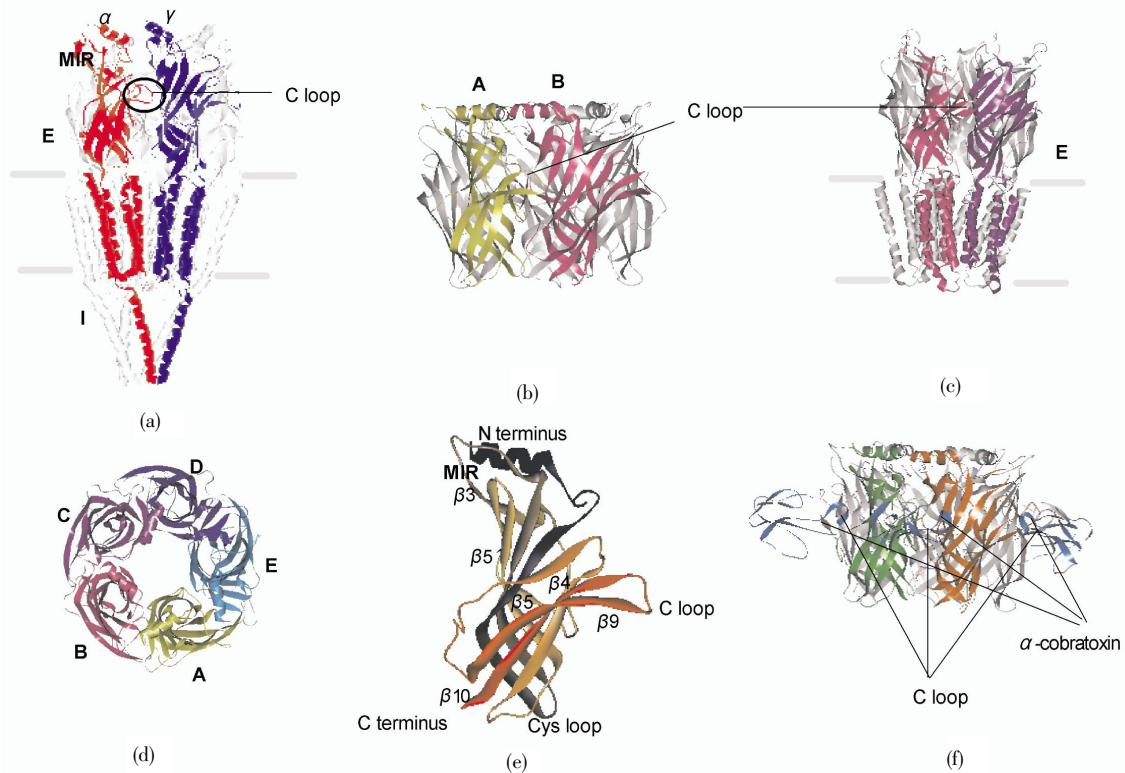 α γ
MIR
C loop
E
I
(a)
A B
C loop
(b)
E
(c)
D
C
E
B
A
(d)
N terminus
MIR
β3
β5
β4
β5
C loop
β9
β10
C terminus
Cys loop
(e)
α-cobratoxin
C loop
(f)